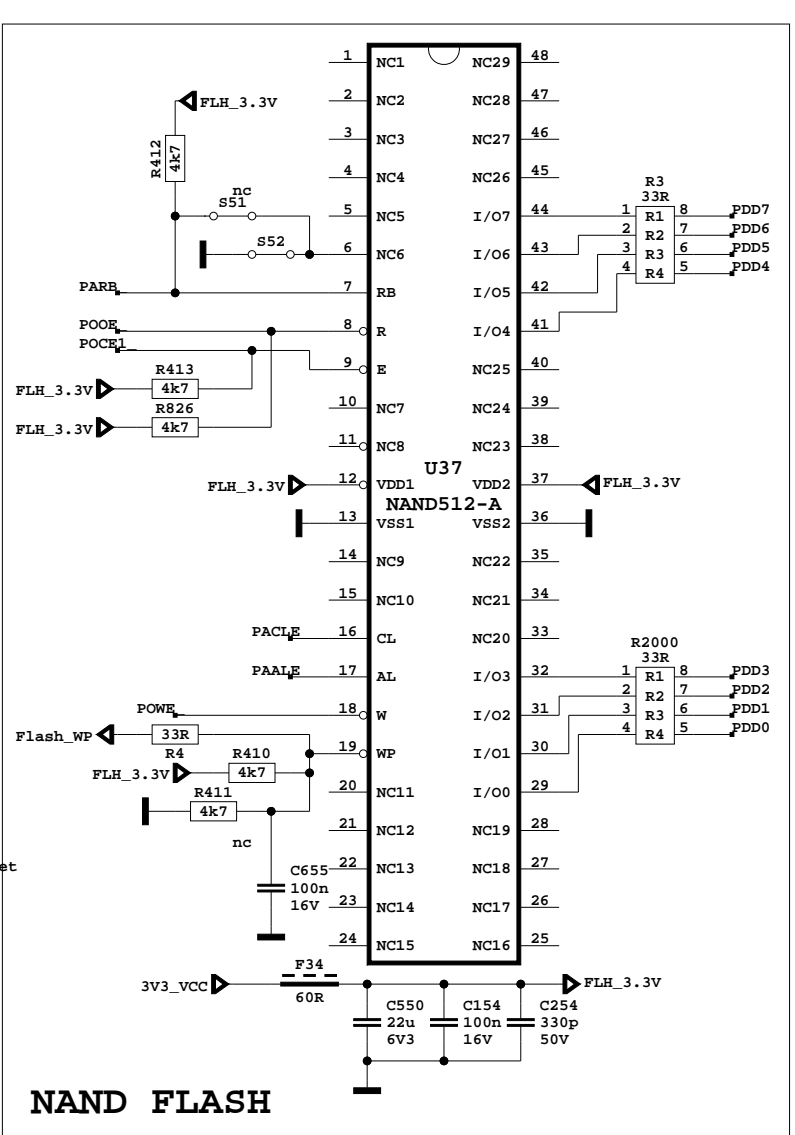 1 NC1 NC29 48
FLH_3.3V 2 NC2 NC28 47
R412 4k7 3 NC3 NC27 46
4 NC4 NC26 45
R3
33R
nc
S51 5 NC5 I/O7 44 1 R1 8 PDD7
2 R2 7 PDD6
S52 6 NC6 I/O6 43 3 R3 6 PDD5
4 R4 5 PDD4
PARB 7 RB I/O5 42
POOE_ 8 R I/O4 41
POCE1_
9 E NC25 40
R413
FLH_3.3V 4k7
R826 10 NC7 NC24 39
FLH_3.3V 4k7
11 NC8 NC23 38
U37
FLH_3.3V 12 VDD1 VDD2 37 FLH_3.3V
NAND512-A
13 VSS1 VSS2 36
14 NC9 NC22 35
15 NC10 NC21 34
PACLE 16 CL NC20 33
R2000
33R
PAALE 17 AL I/O3 32 1 R1 8 PDD3
2 R2 7 PDD2
POWE_ 18 W I/O2 31 3 R3 6 PDD1
Flash_WP 33R 4 R4 5 PDD0
R4 R410 19 WP I/O1 30
FLH_3.3V 4k7
R411 20 NC11 I/O0 29
4k7
21 NC12 NC19 28
nc
et
22 NC13 NC18 27
C655
100n
16V
23 NC14 NC17 26
24 NC15 NC16 25
F34
3V3_VCC 60R FLH_3.3V
C550 C154 C254
22u 100n 330p
6V3 16V 50V
NAND FLASH